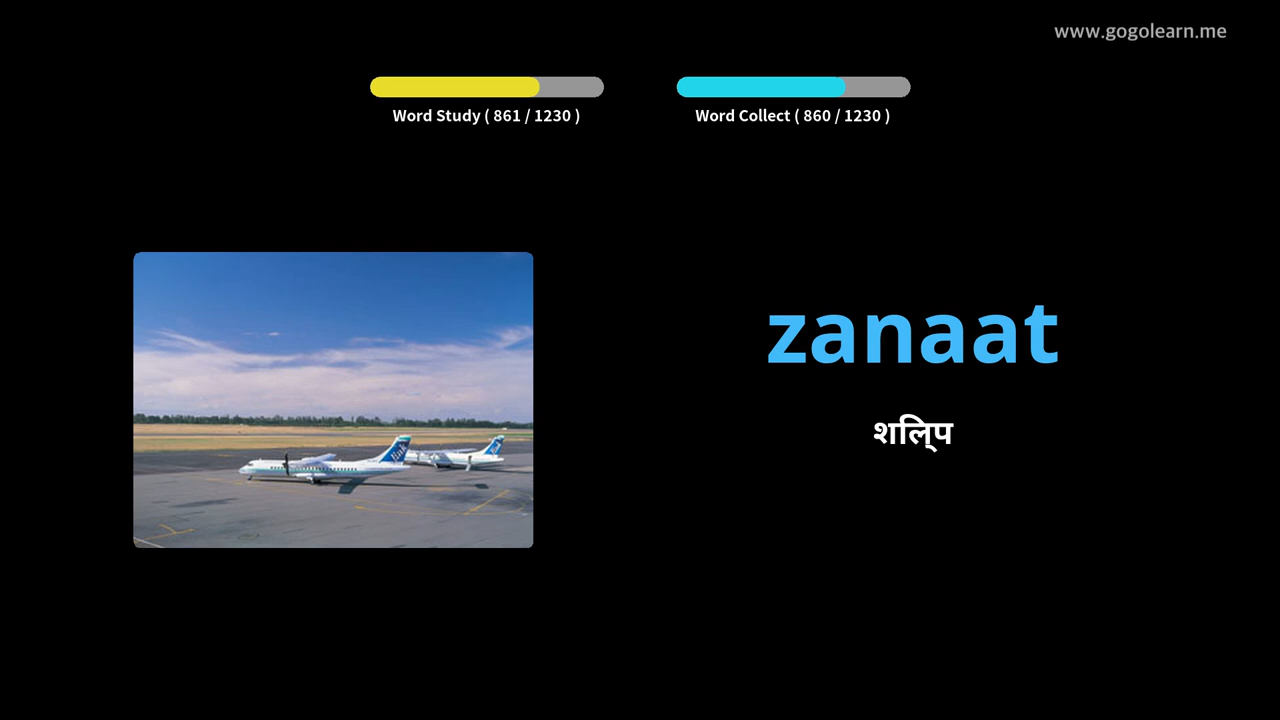 www.gogolearn.me
Word Study ( 861 / 1230 )
Word Collect ( 860 / 1230 )
zanaat
शल्पि